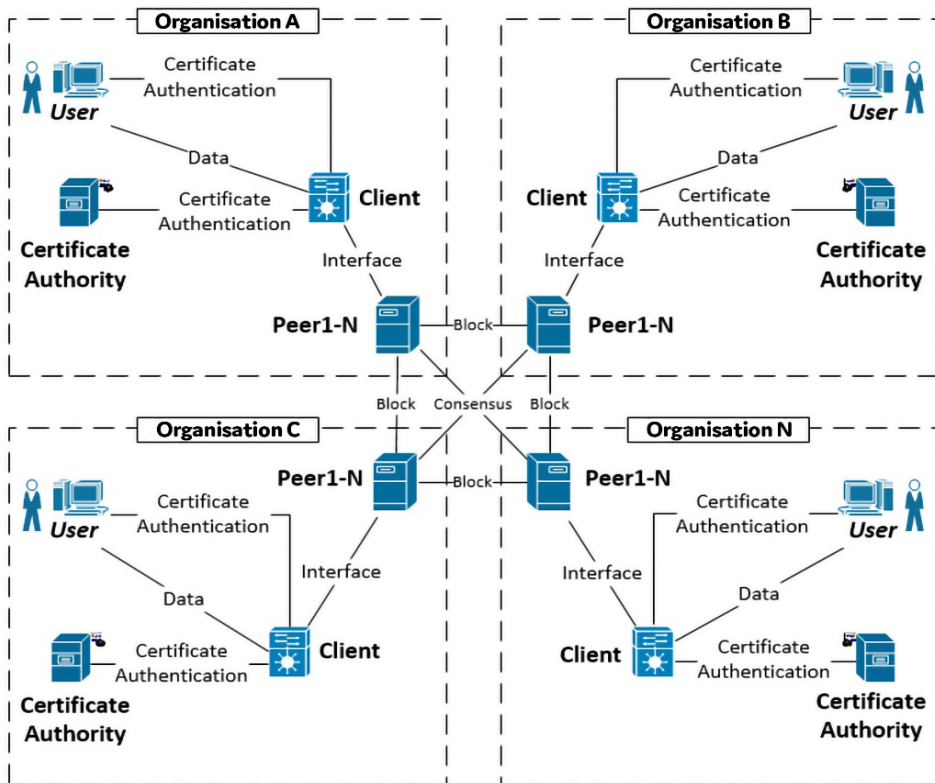 Organisation A
Certificate
Authentication
User
Data
Certificate
Authentication
Client
Certificate
Authority
Interface
Peer1-N
Organisation B
Certificate
Authentication
User
Data
Client
Certificate
Authentication
Certificate
Authority
Interface
Peer1-N
Block
Block
Consensus
Block
Organisation C
Peer1-N
Certificate
Authentication
User
Interface
Data
Client
Certificate
Authentication
Certificate
Authority
Block
Organisation N
Peer1-N
Certificate
Authentication
User
Interface
Data
Client
Certificate
Authentication
Certificate
Authority